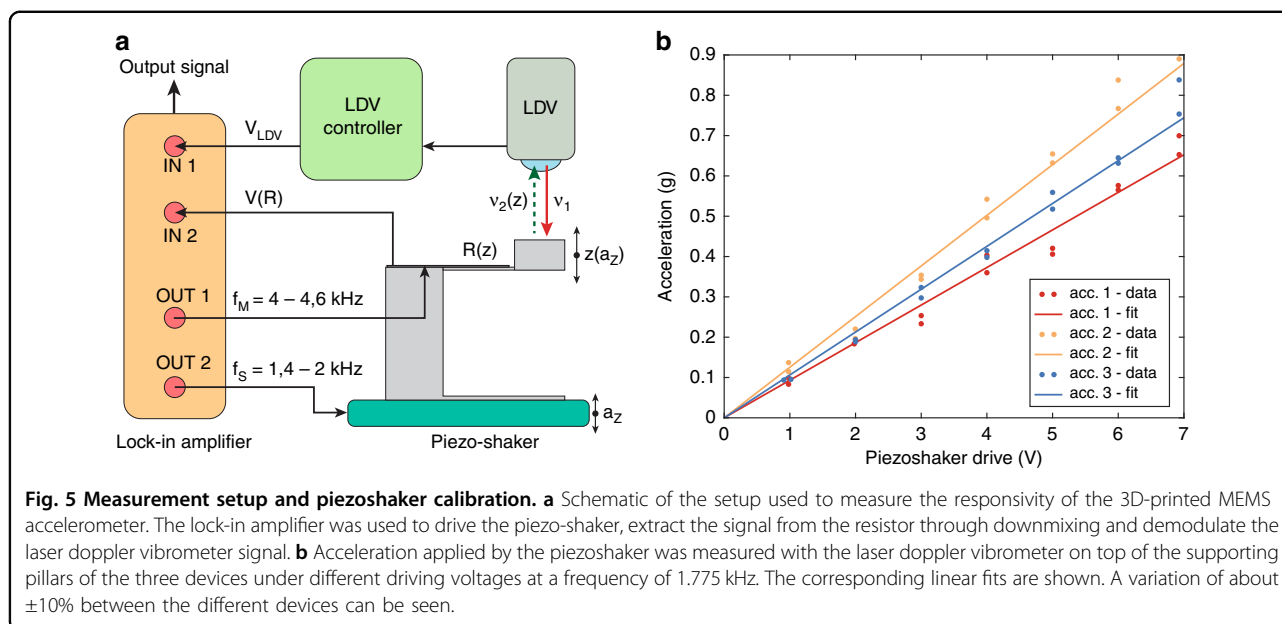 a
Output signal
LDV
controller
LDV
V_LDV
IN 1
ν₂(z)
ν₁
V(R)
IN 2
R(z)
z(a_Z)
OUT 1
f_M = 4 – 4,6 kHz
OUT 2
f_S = 1,4 – 2 kHz
a_Z
Lock-in amplifier
Piezo-shaker
b
0.9
0.8
0.7
0.6
0.5
0.4
0.3
0.2
0.1
0
Acceleration (g)
acc. 1 - data
acc. 1 - fit
acc. 2 - data
acc. 2 - fit
acc. 3 - data
acc. 3 - fit
0 1 2 3 4 5 6 7
Piezoshaker drive (V)
Fig. 5 Measurement setup and piezoshaker calibration. a Schematic of the setup used to measure the responsivity of the 3D-printed MEMS
accelerometer. The lock-in amplifier was used to drive the piezo-shaker, extract the signal from the resistor through downmixing and demodulate the
laser doppler vibrometer signal. b Acceleration applied by the piezoshaker was measured with the laser doppler vibrometer on top of the supporting
pillars of the three devices under different driving voltages at a frequency of 1.775 kHz. The corresponding linear fits are shown. A variation of about
±10% between the different devices can be seen.